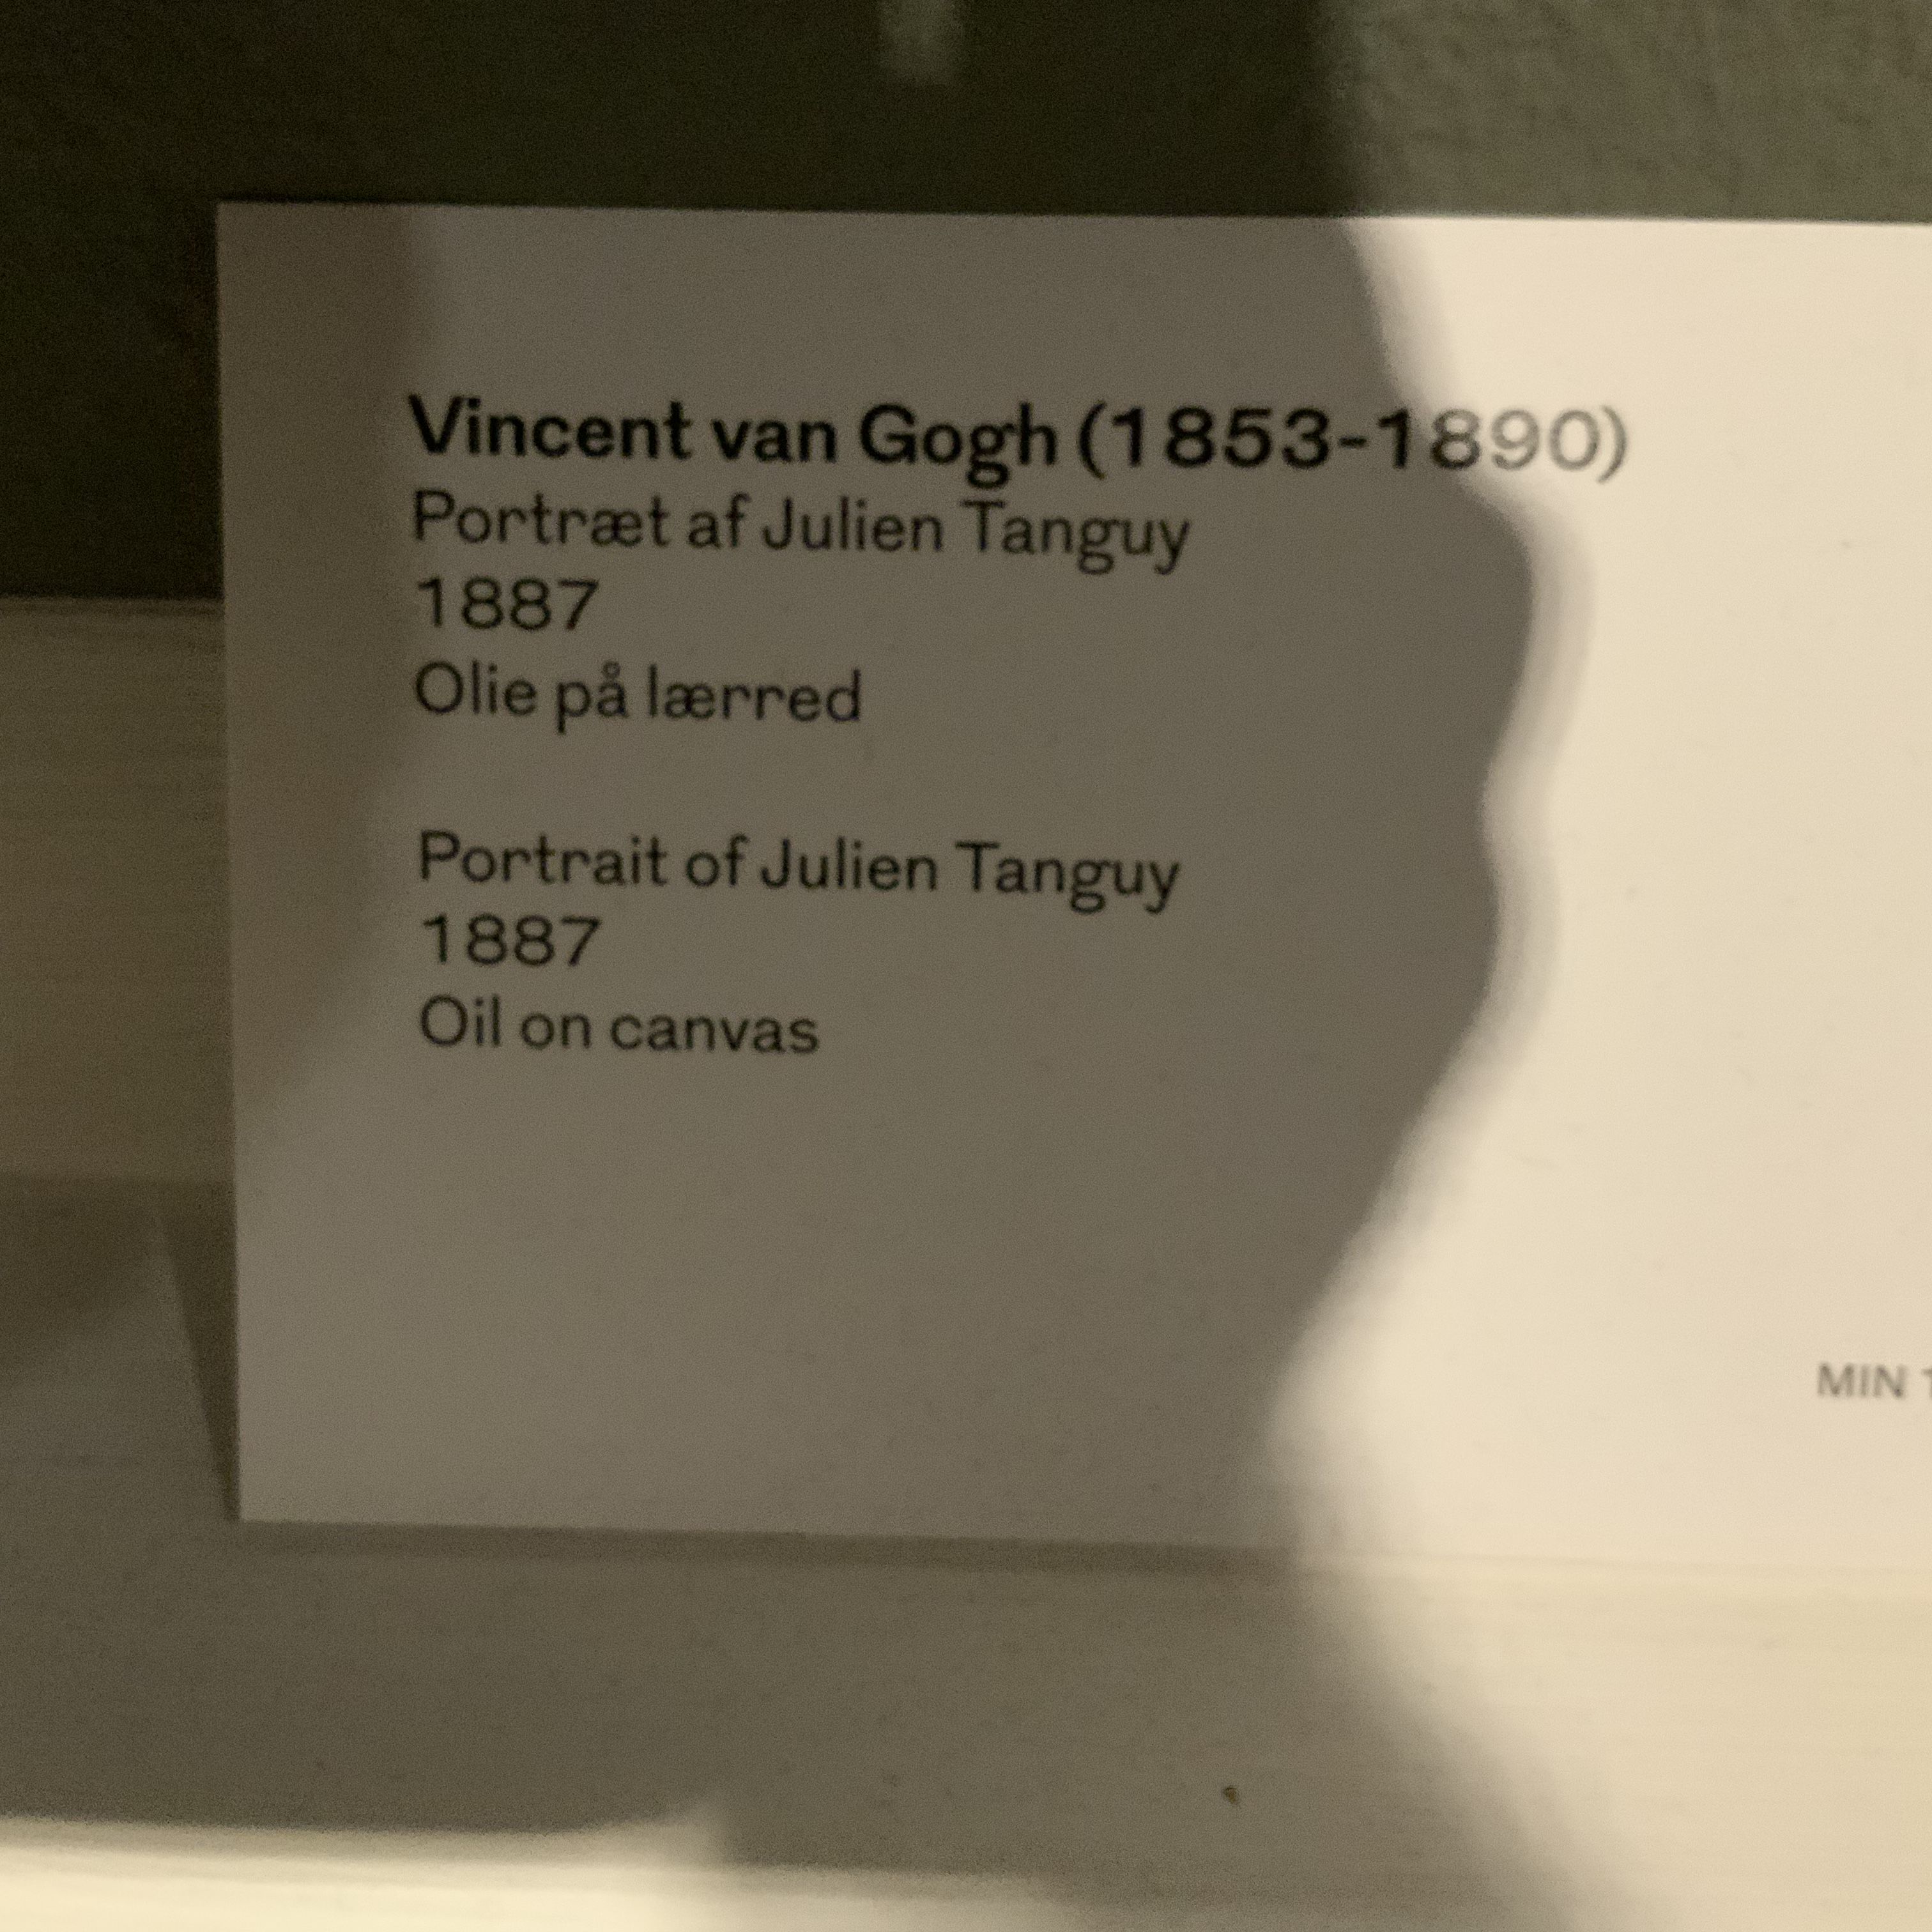 Vincent van Gogh (1853-1890)
Portræt af Julien Tanguy
1887
Olie på lærred
Portrait of Julien Tanguy
1887
Oil on canvas
MIN